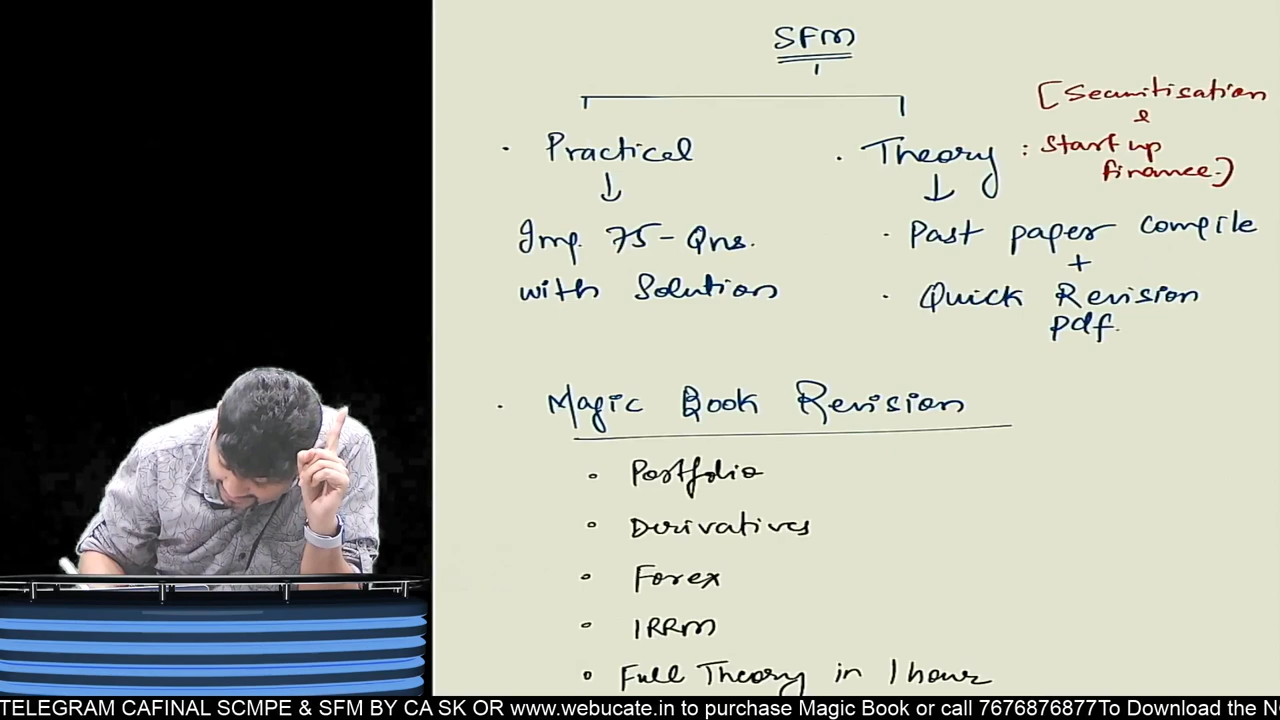 SFM
[Securitisation
&
· Practical
· Theory : Start up
finance.]
Imp. 75 - Qns.
with Solution
· Past paper compile
+
· Quick Revision
pdf.
· Magic Book Revision
∘ Portfolio
∘ Derivatives
∘ Forex
∘ IRRM
∘ Full Theory in 1 hour
TELEGRAM CAFINAL SCMPE & SFM BY CA SK OR www.webucate.in to purchase Magic Book or call 7676876877To Download the N